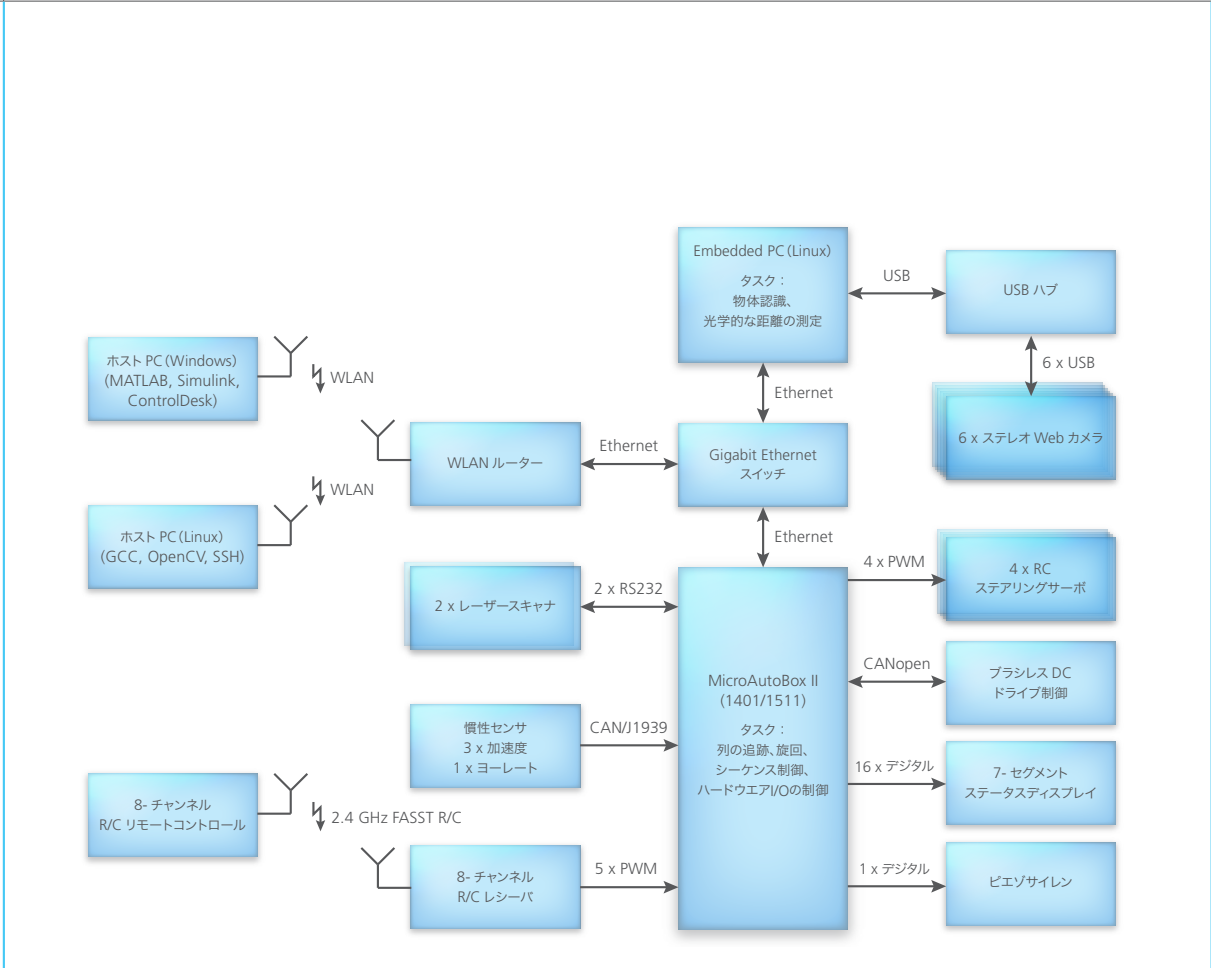 Embedded PC(Linux)
タスク：
物体認識、
光学的な距離の測定
USB
USB ハブ
6 x USB
6 x ステレオ Web カメラ
ホスト PC(Windows)
(MATLAB, Simulink,
ControlDesk)
WLAN
Ethernet
WLAN ルーター
Ethernet
Gigabit Ethernet
スイッチ
WLAN
ホスト PC(Linux)
(GCC, OpenCV, SSH)
Ethernet
2 x レーザースキャナ
2 x RS232
4 x PWM
4 x RC
ステアリングサーボ
MicroAutoBox II
(1401/1511)
タスク：
列の追跡、旋回、
シーケンス制御、
ハードウエアI/Oの制御
CANopen
ブラシレス DC
ドライブ制御
慣性センサ
3 x 加速度
1 x ヨーレート
CAN/J1939
16 x デジタル
7- セグメント
ステータスディスプレイ
8- チャンネル
R/C リモートコントロール
2.4 GHz FASST R/C
8- チャンネル
R/C レシーバ
5 x PWM
1 x デジタル
ピエゾサイレン